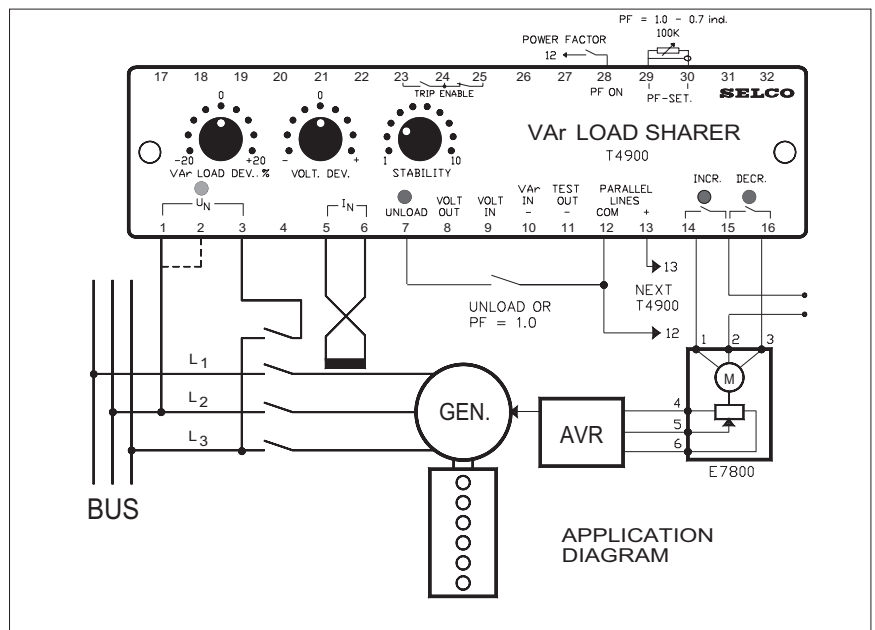 PF = 1.0 - 0.7 ind.
100K
POWER FACTOR
12
17 18 19 20 21 22 23 24 25 26 27 28 29 30 31 32
TRIP ENABLE
PF ON
PF-SET.
SELCO
0
0
-20 +20
- +
1 10
VAr LOAD DEV.. %
VOLT. DEV.
STABILITY
VAr LOAD SHARER
T4900
INCR.
DECR.
UN
IN
UNLOAD
VOLT OUT
VOLT IN
VAr IN -
TEST OUT -
PARALLEL LINES
COM +
1 2 3 4 5 6 7 8 9 10 11 12 13 14 15 16
13
NEXT
T4900
UNLOAD OR
PF = 1.0
12
L1
L2
L3
1 2 3
M
4
5
6
GEN.
AVR
E7800
BUS
APPLICATION
DIAGRAM